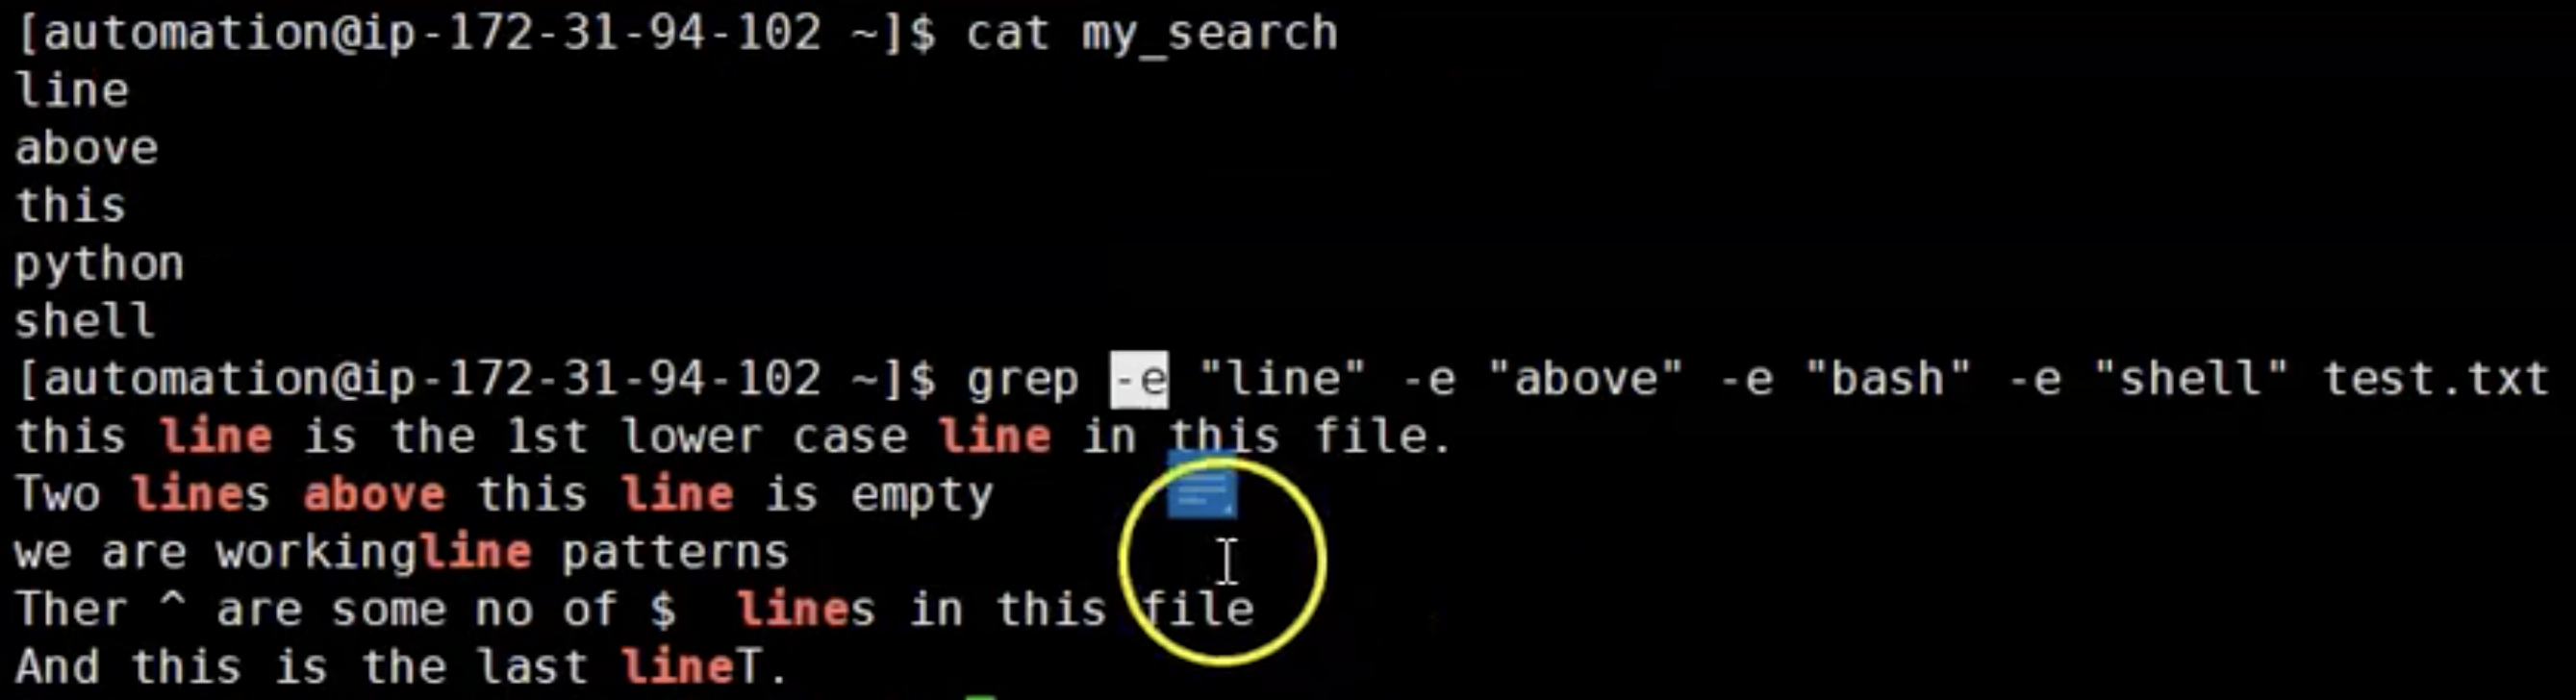 [automation@ip-172-31-94-102 ~]$ cat my_search
line
above
this
python
shell
[automation@ip-172-31-94-102 ~]$ grep -e "line" -e "above" -e "bash" -e "shell" test.txt
this line is the 1st lower case line in this file.
Two lines above this line is empty
we are workingline patterns
Ther ^ are some no of $  lines in this file
And this is the last lineT.